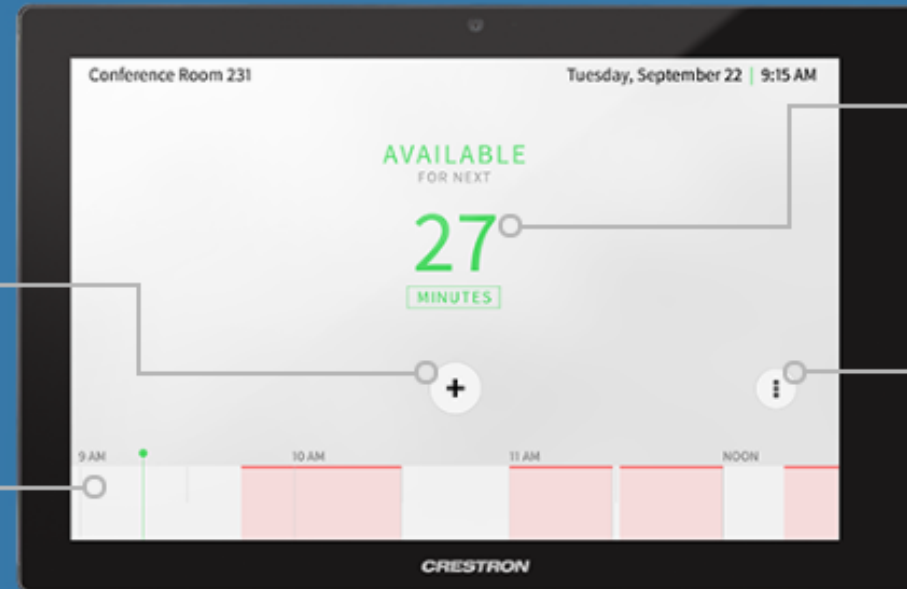 Conference Room 231
Tuesday, September 22 | 9:15 AM
AVAILABLE
FOR NEXT
27
MINUTES
+
9 AM
10 AM
11 AM
NOON
CRESTRON